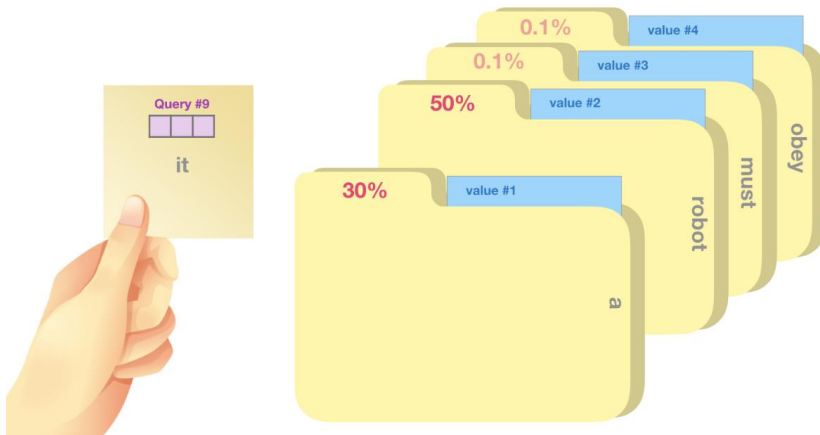 Query #9
it
0.1%
value #4
obey
0.1%
value #3
must
50%
value #2
robot
30%
value #1
a